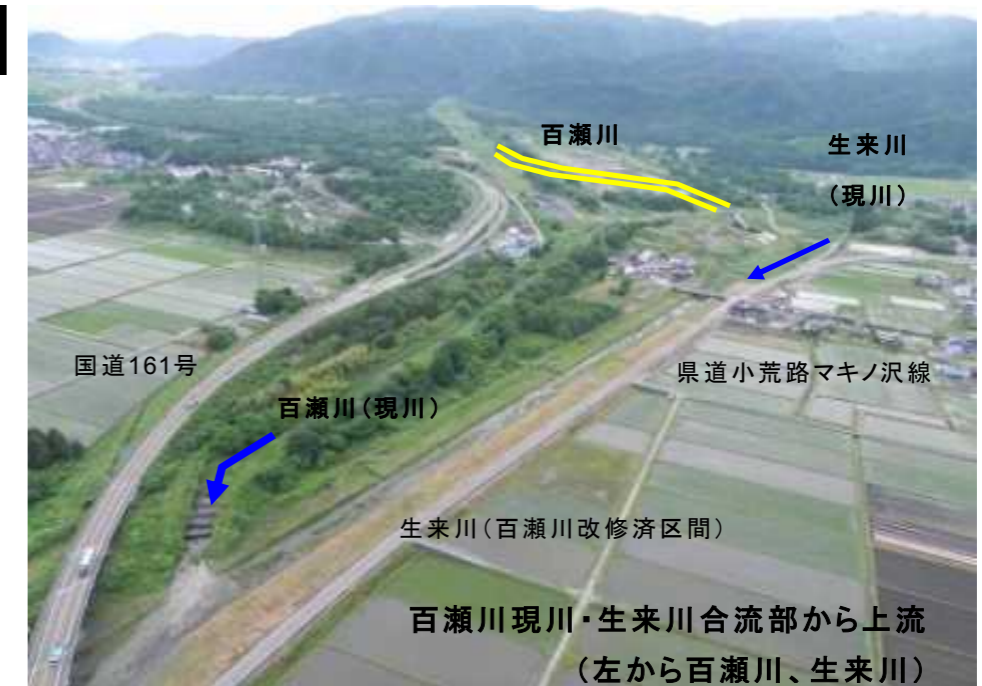 百瀬川
生来川
(現川)
国道161号
県道小荒路マキノ沢線
百瀬川(現川)
生来川(百瀬川改修済区間)
百瀬川現川・生来川合流部から上流
(左から百瀬川、生来川)